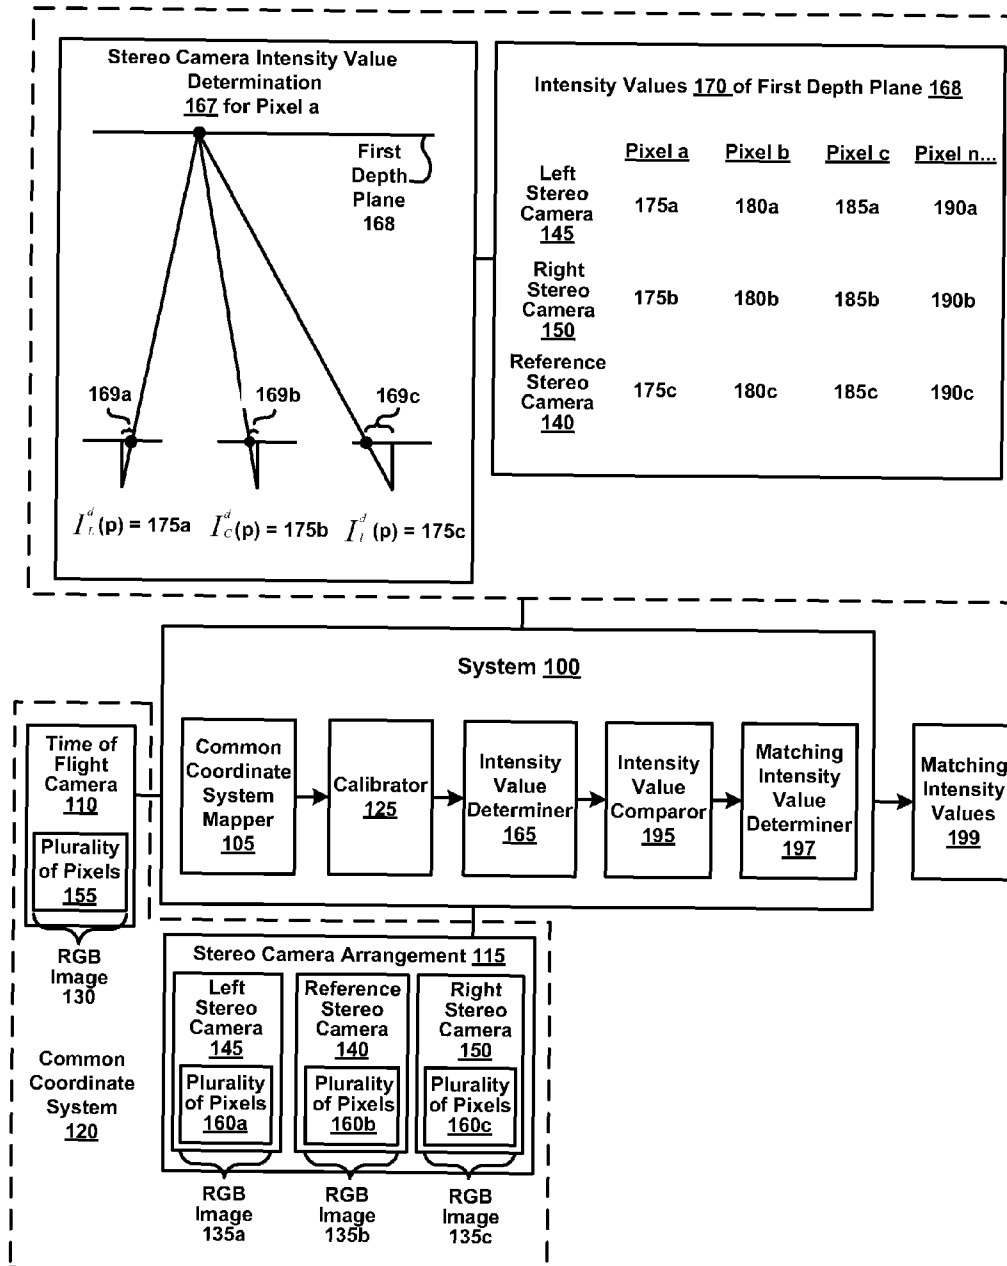 Stereo Camera Intensity Value
Determination
167 for Pixel a
First
Depth
Plane
168
169a
169b
169c
I_L^d(p) = 175a
I_C^d(p) = 175b
I_l^d(p) = 175c
Intensity Values 170 of First Depth Plane 168
Pixel a Pixel b Pixel c Pixel n...
Left
Stereo
Camera
145
175a 180a 185a 190a
Right
Stereo
Camera
150
175b 180b 185b 190b
Reference
Stereo
Camera
140
175c 180c 185c 190c
System 100
Time of
Flight
Camera
110
Plurality
of Pixels
155
RGB
Image
130
Common
Coordinate
System
Mapper
105
Calibrator
125
Intensity
Value
Determiner
165
Intensity
Value
Comparor
195
Matching
Intensity
Value
Determiner
197
Matching
Intensity
Values
199
Stereo Camera Arrangement 115
Left
Stereo
Camera
145
Plurality
of Pixels
160a
Reference
Stereo
Camera
140
Plurality
of Pixels
160b
Right
Stereo
Camera
150
Plurality
of Pixels
160c
RGB
Image
135a
RGB
Image
135b
RGB
Image
135c
Common
Coordinate
System
120